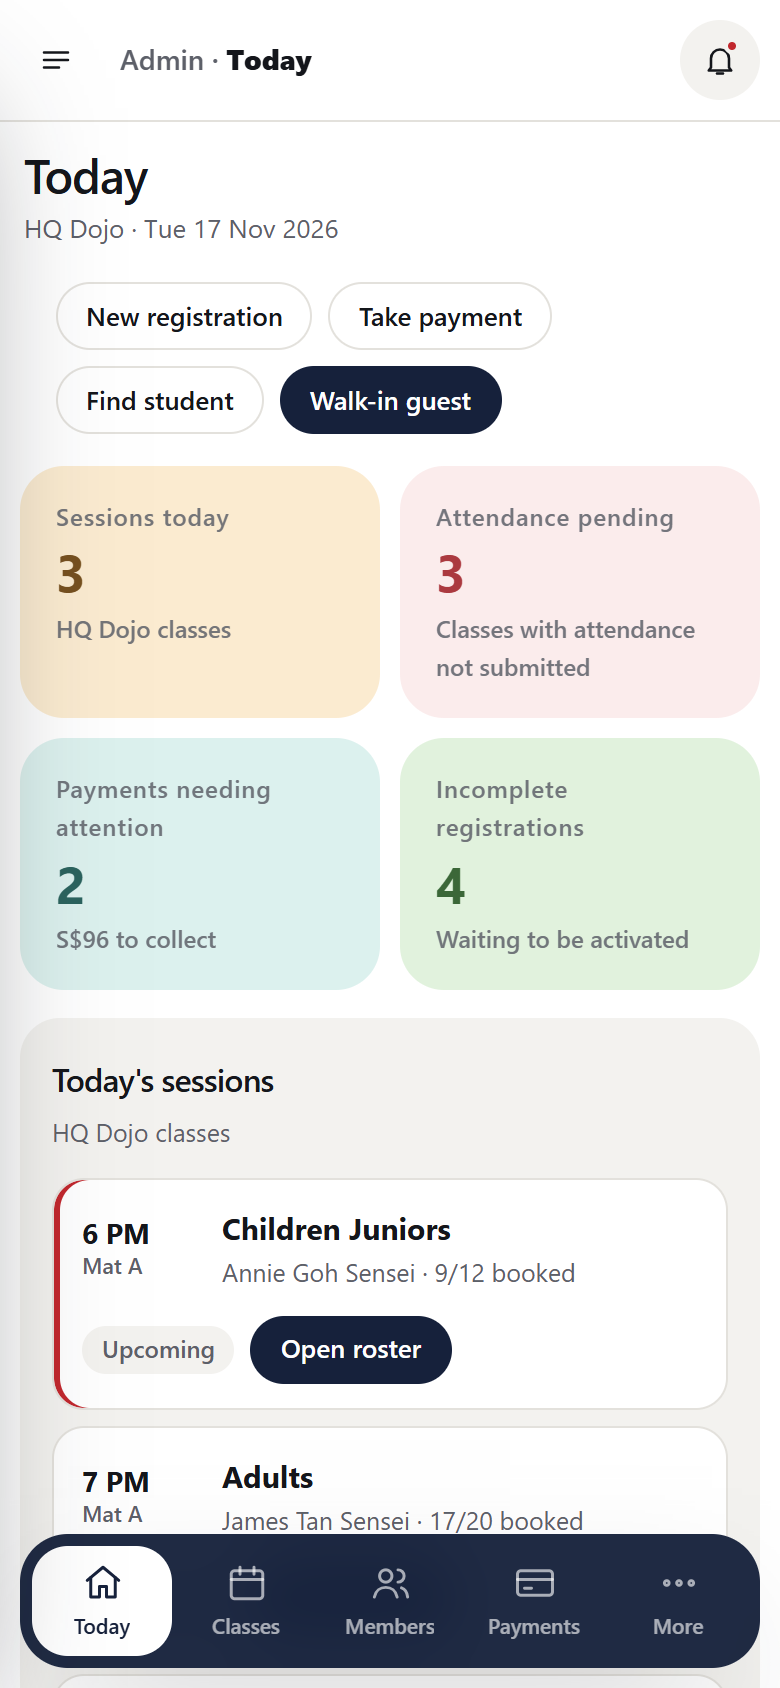 Admin · Today
Today
HQ Dojo · Tue 17 Nov 2026
New registration
Take payment
Find student
Walk-in guest
Sessions today
3
HQ Dojo classes
Attendance pending
3
Classes with attendance
not submitted
Payments needing
attention
2
S$96 to collect
Incomplete
registrations
4
Waiting to be activated
Today's sessions
HQ Dojo classes
6 PM
Mat A
Children Juniors
Annie Goh Sensei · 9/12 booked
Upcoming
Open roster
7 PM
Mat A
Adults
James Tan Sensei · 17/20 booked
Today
Classes
Members
Payments
More